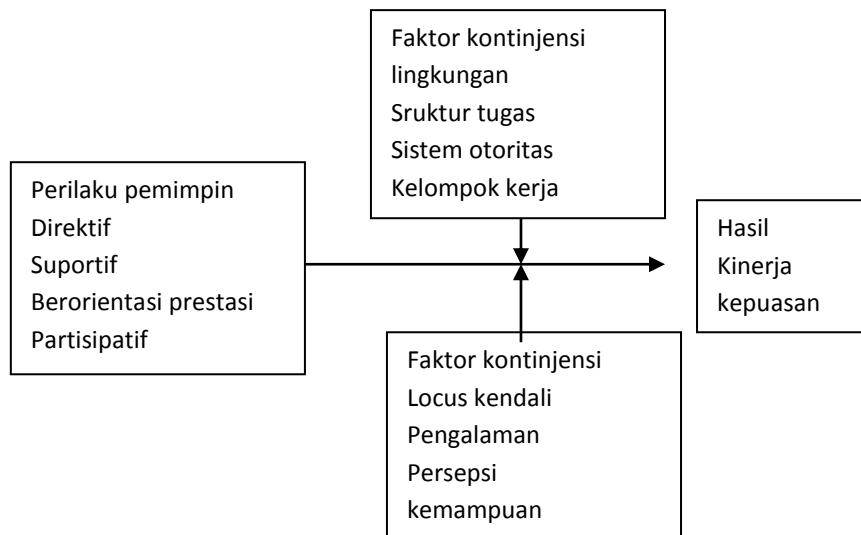 Faktor kontinjensi
lingkungan
Sruktur tugas
Sistem otoritas
Kelompok kerja
Perilaku pemimpin
Direktif
Suportif
Berorientasi prestasi
Partisipatif
Hasil
Kinerja
kepuasan
Faktor kontinjensi
Locus kendali
Pengalaman
Persepsi
kemampuan